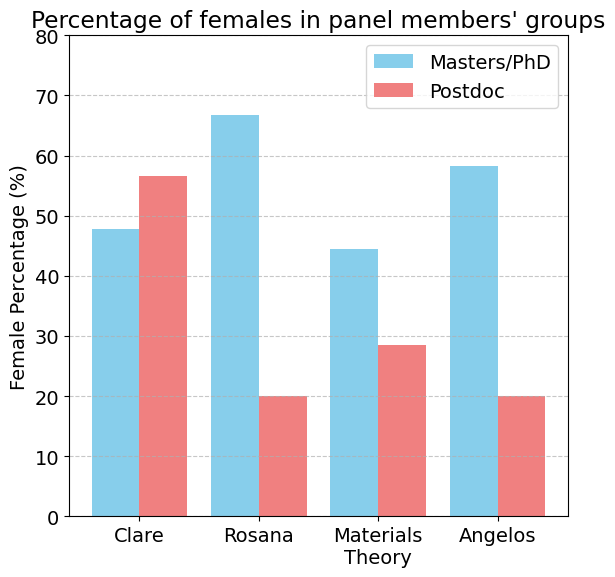 Percentage of females in panel members' groups
Masters/PhD
Postdoc
Female Percentage (%)
80
70
60
50
40
30
20
10
0
Clare
Rosana
Materials
Theory
Angelos